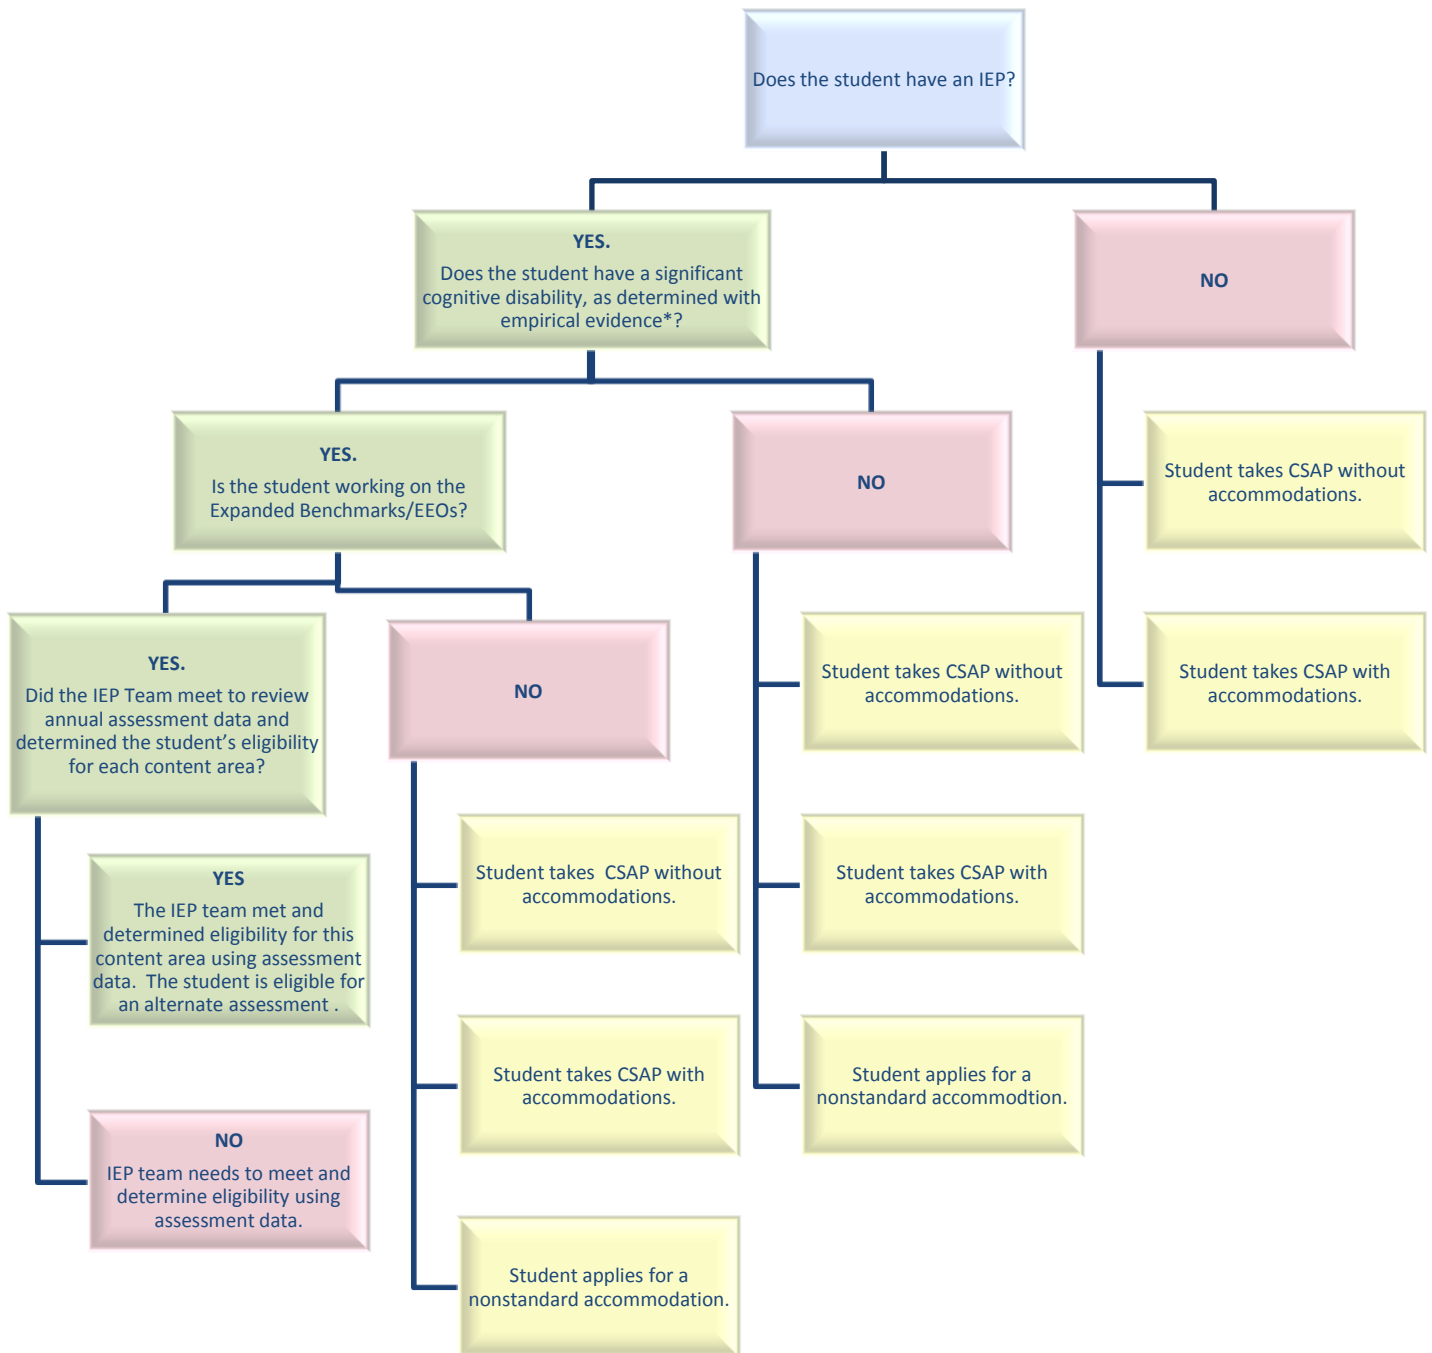 Does the student have an IEP?
YES.
Does the student have a significant
cognitive disability, as determined with
empirical evidence*?
NO
YES.
Is the student working on the
Expanded Benchmarks/EEOs?
NO
Student takes CSAP without
accommodations.
Student takes CSAP with
accommodations.
YES.
Did the IEP Team meet to review
annual assessment data and
determined the student’s eligibility
for each content area?
NO
Student takes CSAP without
accommodations.
Student takes CSAP with
accommodations.
Student applies for a
nonstandard accommodtion.
YES
The IEP team met and
determined eligibility for this
content area using assessment
data.  The student is eligible for
an alternate assessment .
NO
IEP team needs to meet and
determine eligibility using
assessment data.
Student takes  CSAP without
accommodations.
Student takes CSAP with
accommodations.
Student applies for a
nonstandard accommodation.